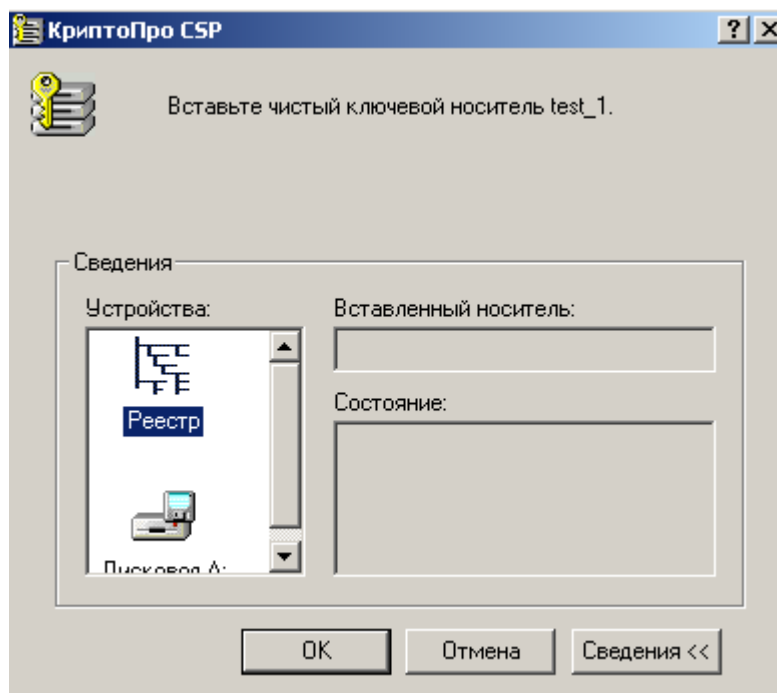 КриптоПро CSP
Вставьте чистый ключевой носитель test_1.
Сведения
Устройства:
Вставленный носитель:
Реестр
Состояние:
Дисковод A:
OK
Отмена
Сведения <<